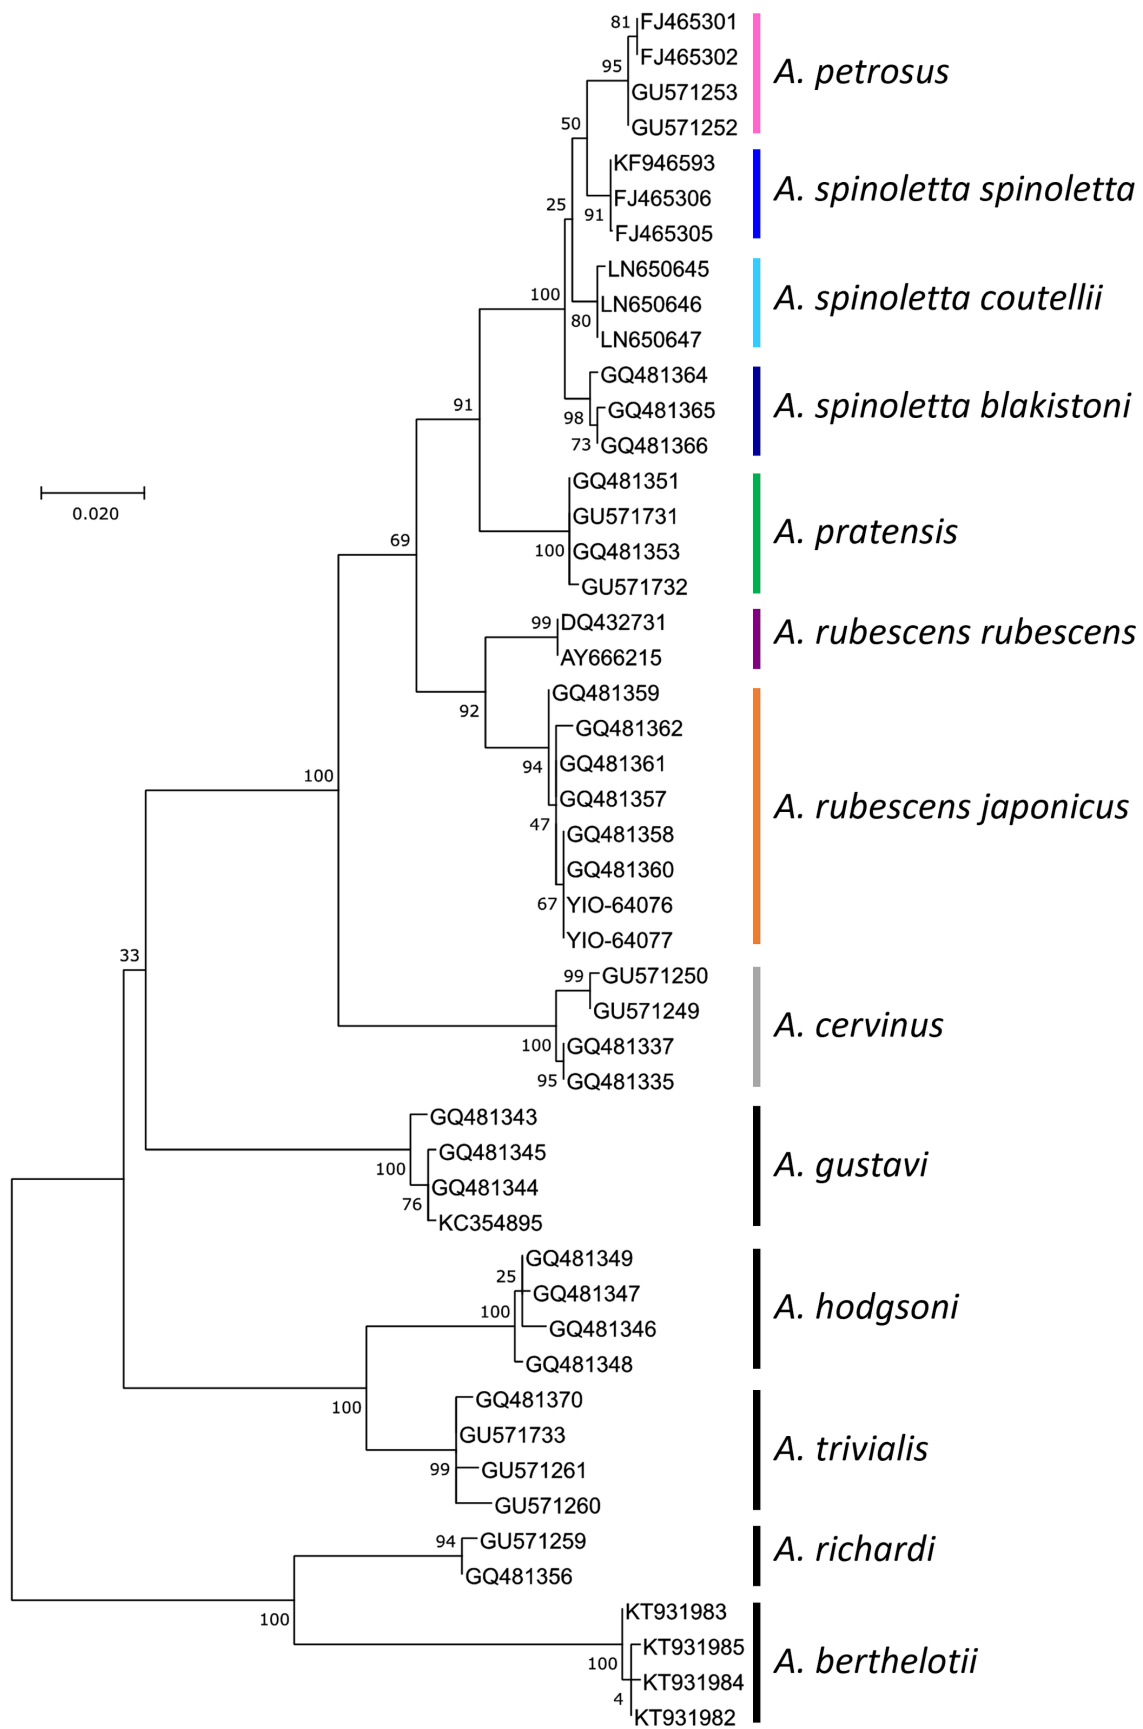 81
FJ465301
FJ465302
95
GU571253
GU571252
A. petrosus
50
KF946593
FJ465306
91
FJ465305
A. spinoletta spinoletta
25
LN650645
LN650646
80
LN650647
A. spinoletta coutellii
100
GQ481364
GQ481365
98
GQ481366
73
A. spinoletta blakistoni
91
GQ481351
GU571731
GQ481353
100
GU571732
A. pratensis
0.020
69
99
DQ432731
AY666215
A. rubescens rubescens
92
GQ481359
GQ481362
GQ481361
94
GQ481357
47
GQ481358
GQ481360
YIO-64076
67
YIO-64077
A. rubescens japonicus
100
99
GU571250
GU571249
GQ481337
100
GQ481335
95
A. cervinus
33
GQ481343
GQ481345
100
GQ481344
76
KC354895
A. gustavi
GQ481349
25
GQ481347
100
GQ481346
GQ481348
A. hodgsoni
100
GQ481370
GU571733
GU571261
99
GU571260
A. trivialis
94
GU571259
GQ481356
A. richardi
100
KT931983
KT931985
100
KT931984
4
KT931982
A. berthelotii